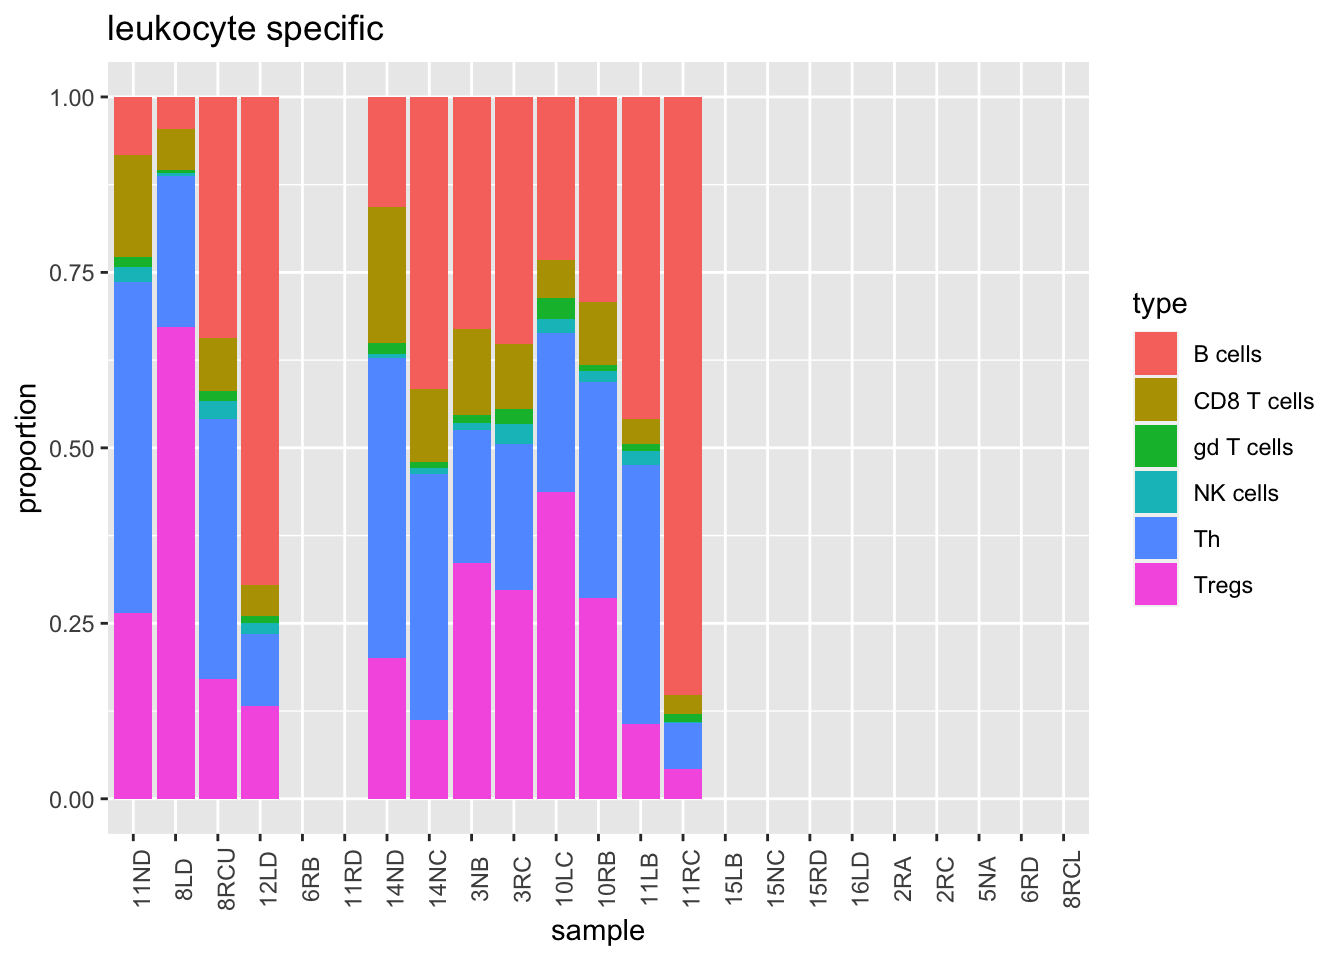 leukocyte specific
1.00
0.75
0.50
0.25
0.00
proportion
11ND
8LD
8RCU
12LD
6RB
11RD
14ND
14NC
3NB
3RC
10LC
10RB
11LB
11RC
15LB
15NC
15RD
16LD
2RA
2RC
5NA
6RD
8RCL
sample
type
B cells
CD8 T cells
gd T cells
NK cells
Th
Tregs